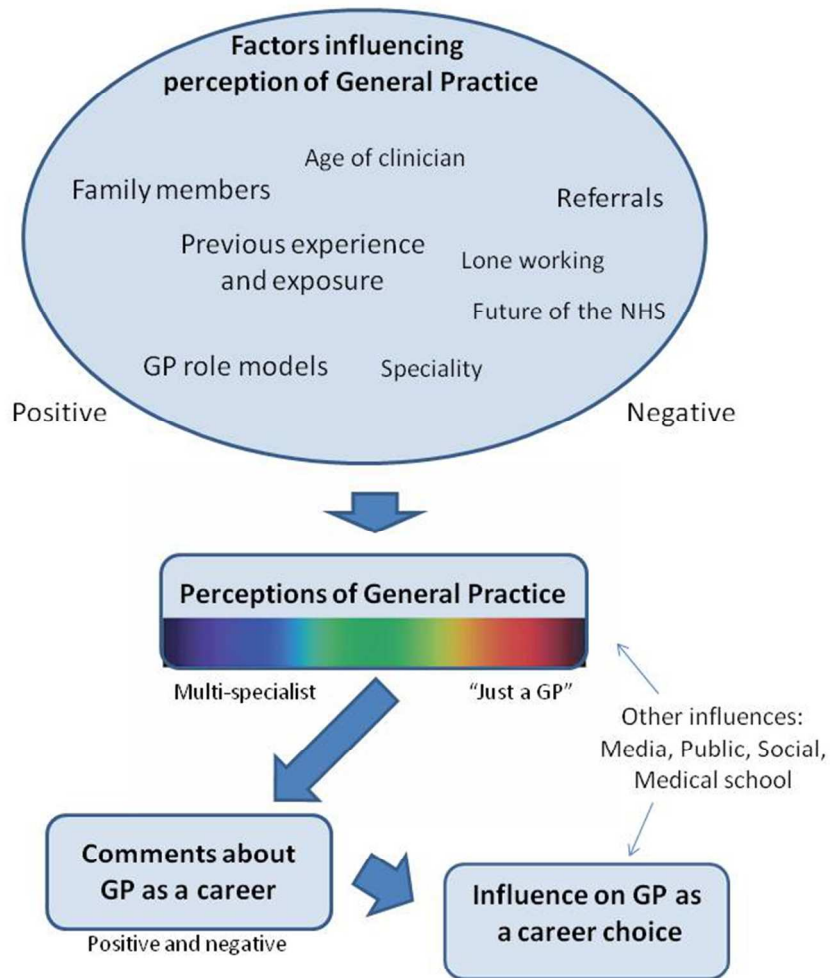 Factors influencing
perception of General Practice
Age of clinician
Family members
Referrals
Previous experience
and exposure
Lone working
Future of the NHS
GP role models
Speciality
Positive
Negative
Perceptions of General Practice
Multi-specialist
“Just a GP”
Other influences:
Media, Public, Social,
Medical school
Comments about
GP as a career
Positive and negative
Influence on GP as
a career choice